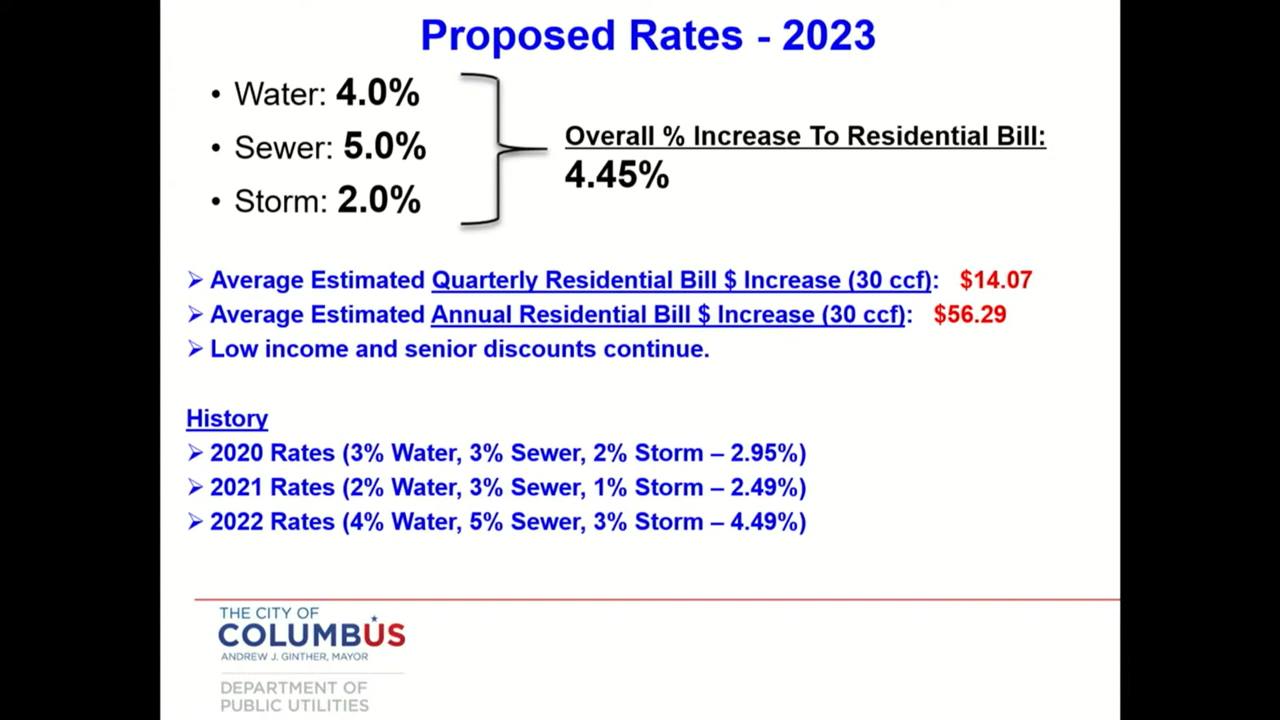 Proposed Rates - 2023
• Water: 4.0%
• Sewer: 5.0%
• Storm: 2.0%
Overall % Increase To Residential Bill:
4.45%
➢ Average Estimated Quarterly Residential Bill $ Increase (30 ccf): $14.07
➢ Average Estimated Annual Residential Bill $ Increase (30 ccf): $56.29
➢ Low income and senior discounts continue.
History
➢ 2020 Rates (3% Water, 3% Sewer, 2% Storm – 2.95%)
➢ 2021 Rates (2% Water, 3% Sewer, 1% Storm – 2.49%)
➢ 2022 Rates (4% Water, 5% Sewer, 3% Storm – 4.49%)
THE CITY OF
COLUMBUS
ANDREW J. GINTHER, MAYOR
DEPARTMENT OF
PUBLIC UTILITIES